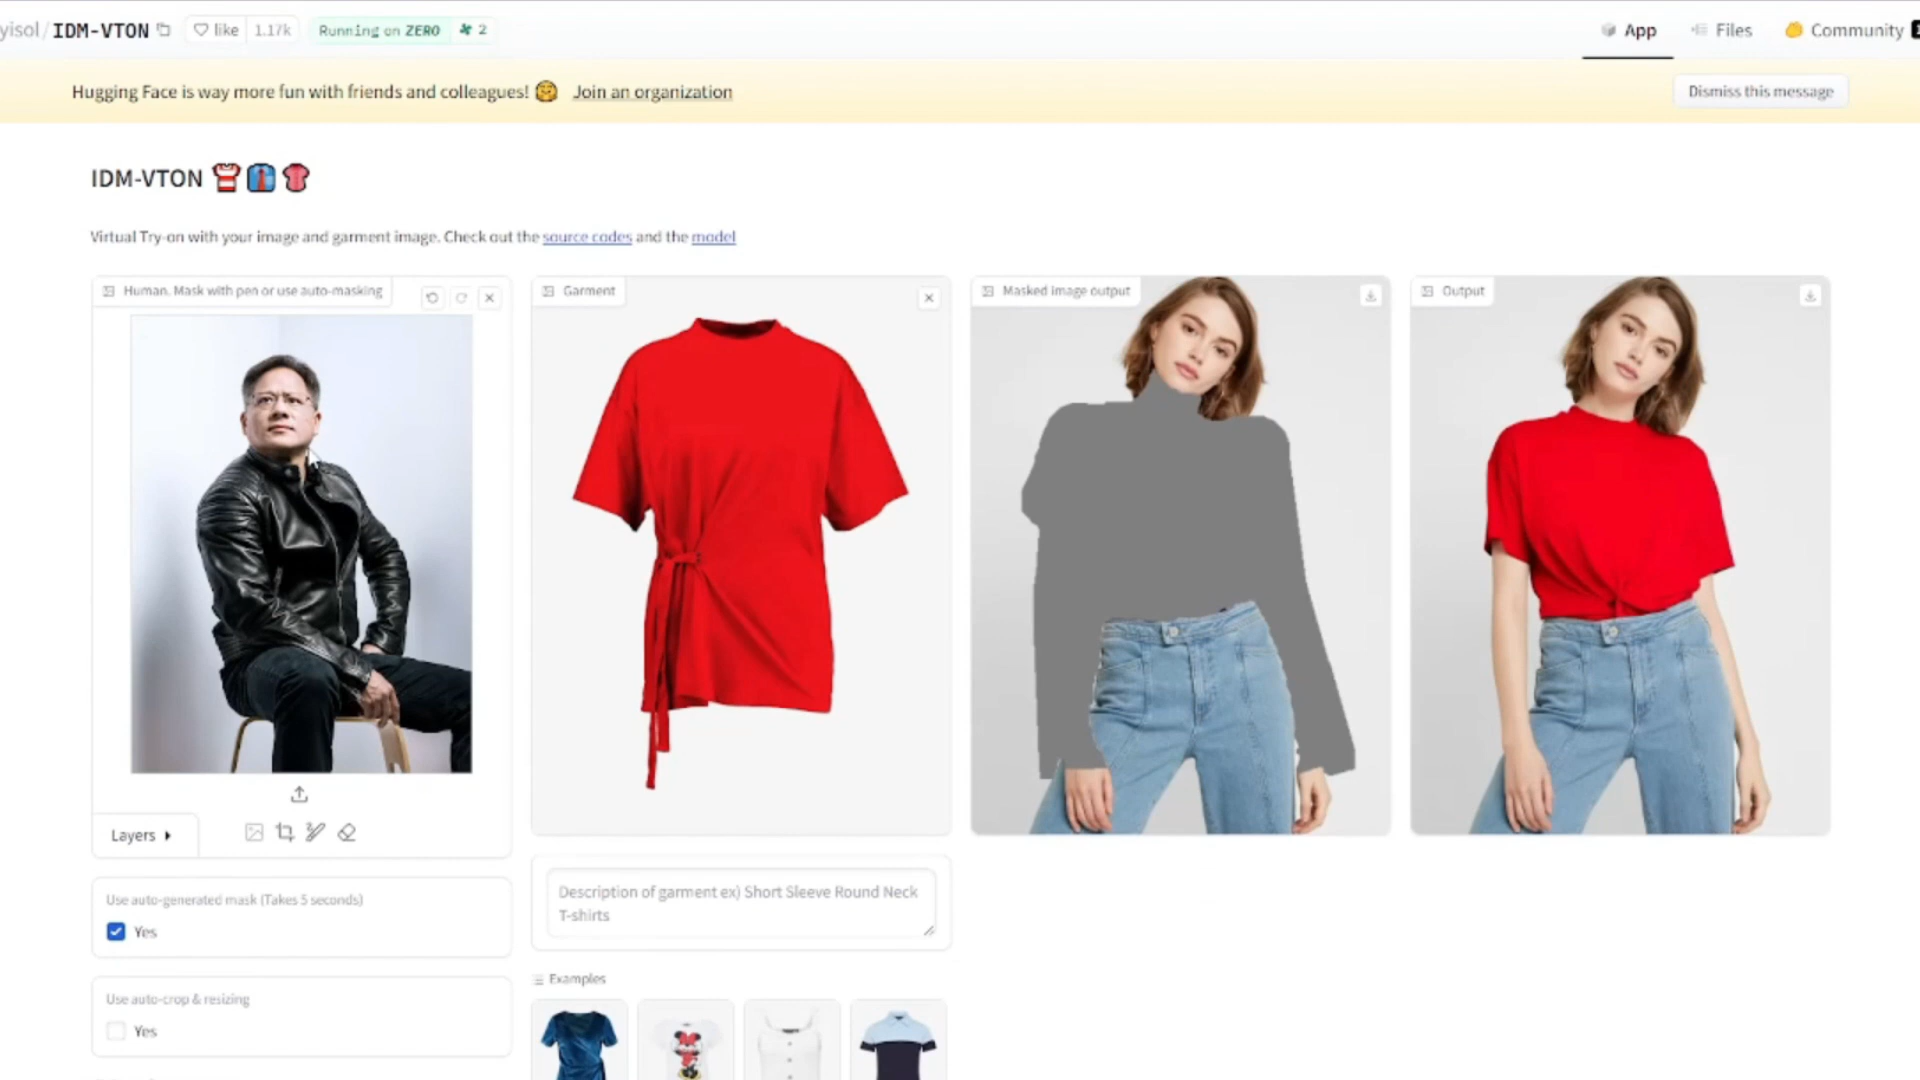 yisol/IDM-VTON like 1.17k Running on ZERO 2 App Files Community
Hugging Face is way more fun with friends and colleagues! Join an organization Dismiss this message
IDM-VTON
Virtual Try-on with your image and garment image. Check out the source codes and the model
Human. Mask with pen or use auto-masking
Garment
Masked image output
Output
Layers
Use auto-generated mask (Takes 5 seconds)
Yes
Use auto-crop & resizing
Yes
Description of garment ex) Short Sleeve Round Neck
T-shirts
Examples